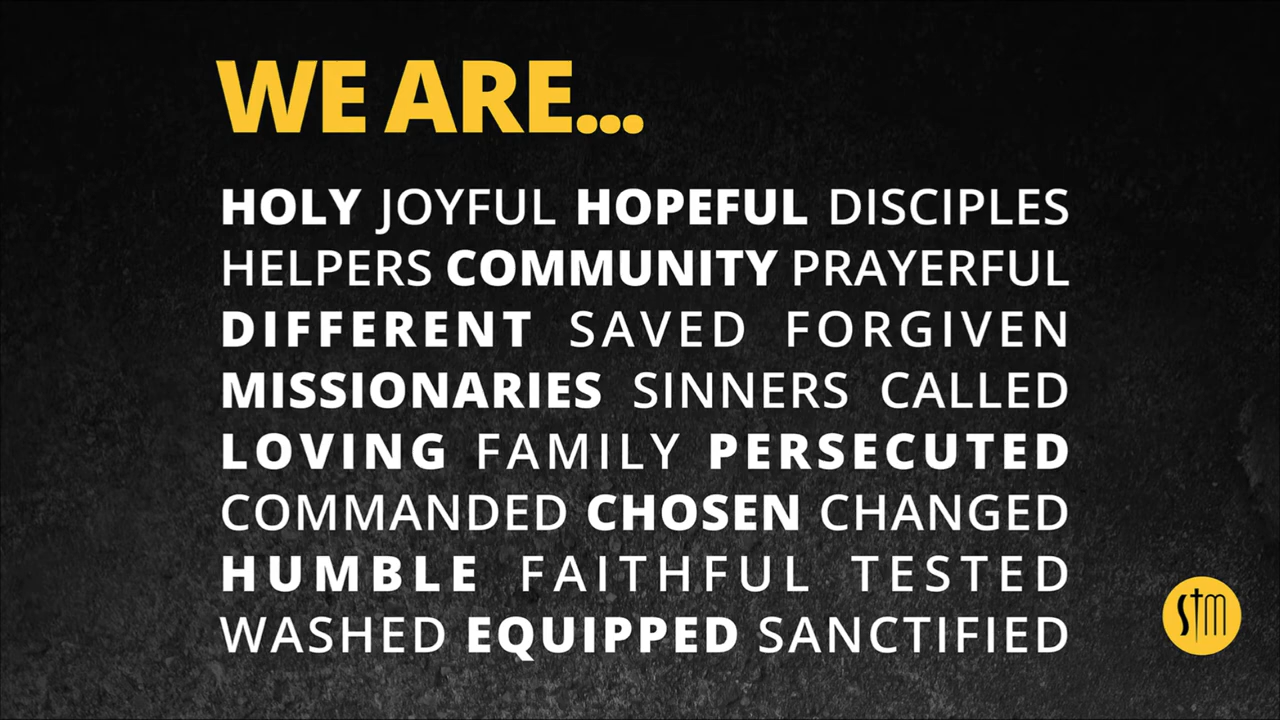 WE ARE...
HOLY JOYFUL HOPEFUL DISCIPLES
HELPERS COMMUNITY PRAYERFUL
DIFFERENT SAVED FORGIVEN
MISSIONARIES SINNERS CALLED
LOVING FAMILY PERSECUTED
COMMANDED CHOSEN CHANGED
HUMBLE FAITHFUL TESTED
WASHED EQUIPPED SANCTIFIED
stm